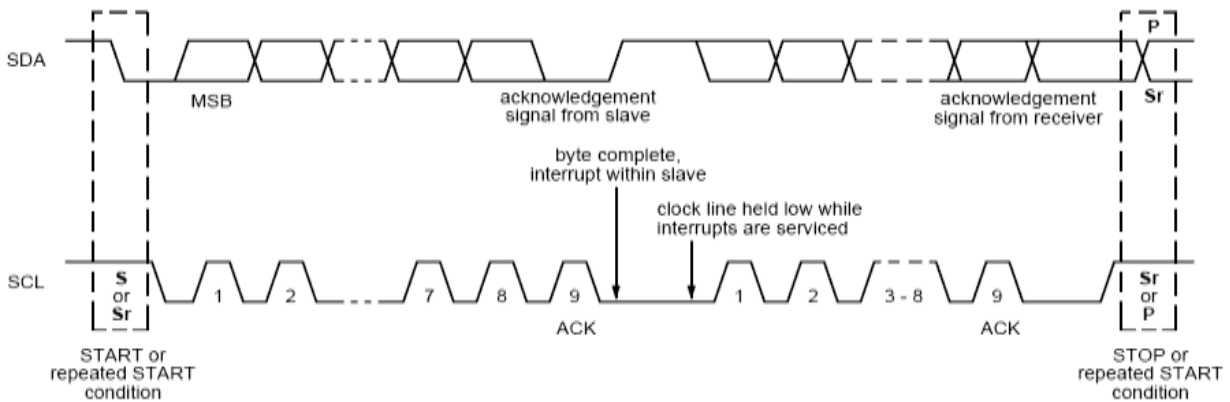 P
SDA
MSB
acknowledgement
signal from slave
acknowledgement
signal from receiver
Sr
byte complete,
interrupt within slave
clock line held low while
interrupts are serviced
SCL
S
or
Sr
1 2 7 8 9 1 2 3 - 8 9
Sr
or
P
ACK ACK
START or
repeated START
condition
STOP or
repeated START
condition